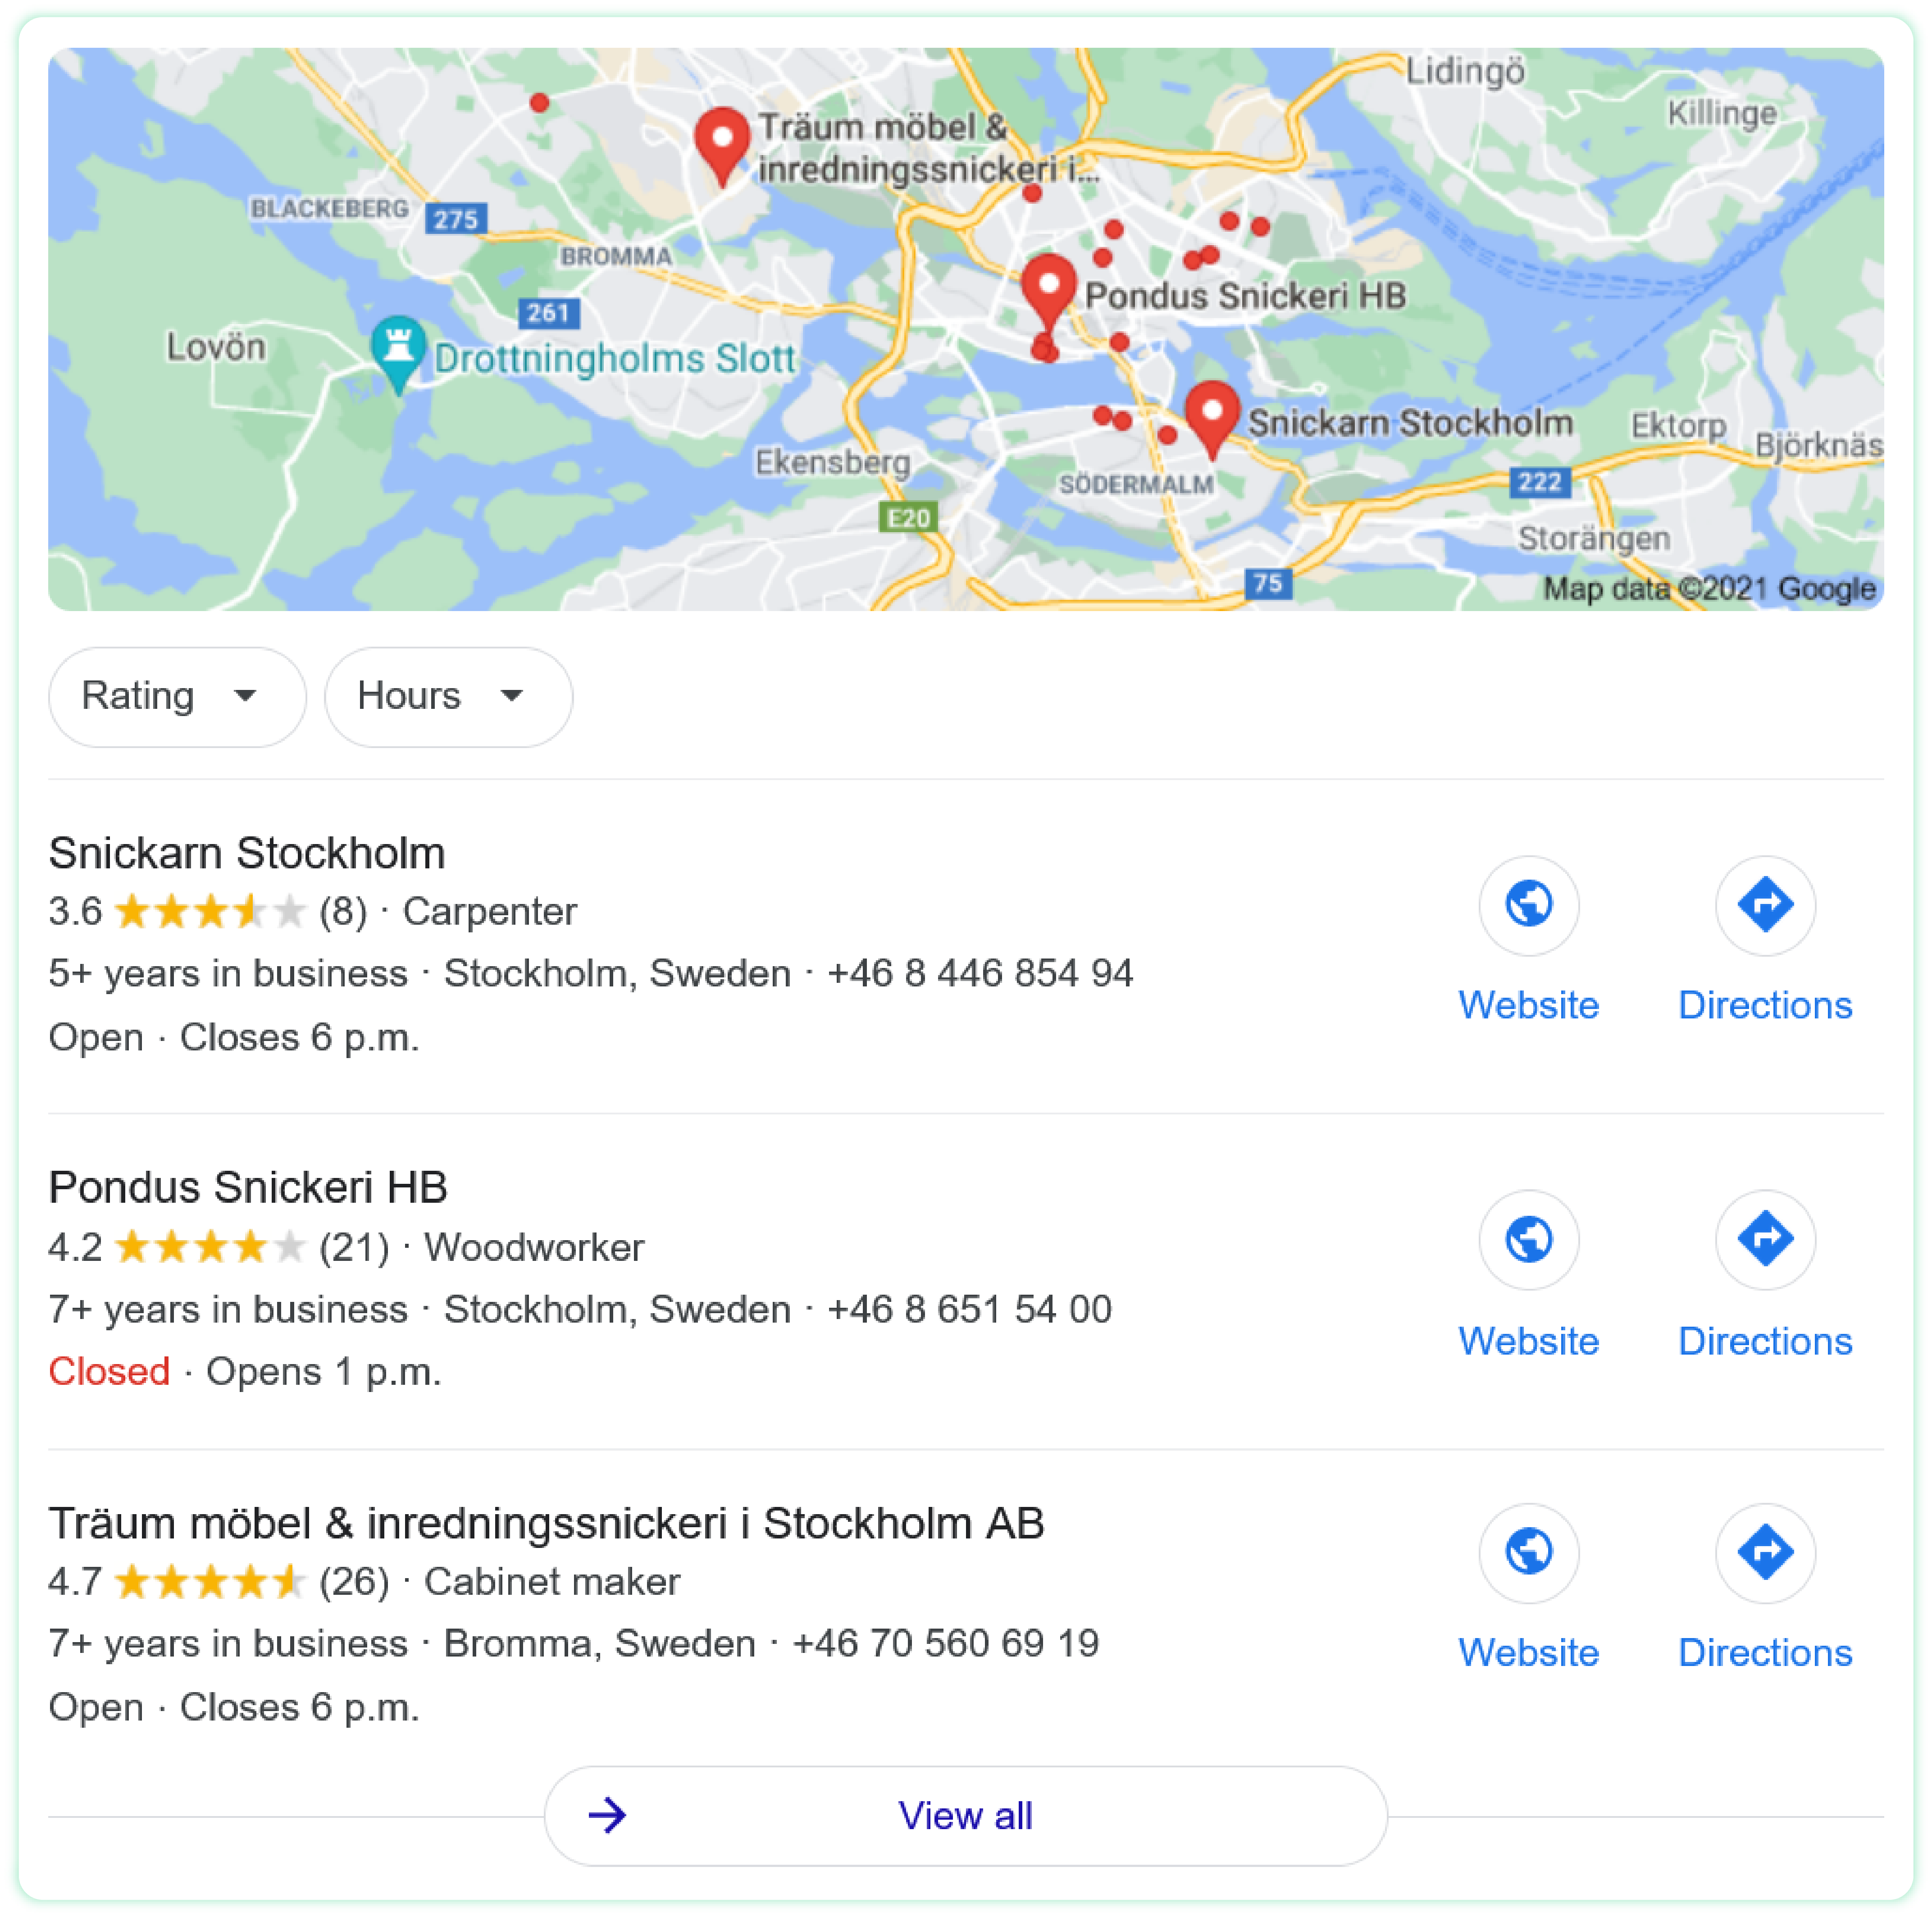 Lidingö
Killinge
Träum möbel &
inredningssnickeri i...
BLACKEBERG
275
BROMMA
261
Pondus Snickeri HB
Lovön
Drottningholms Slott
Snickarn Stockholm
Ektorp
Björknäs
Ekensberg
SÖDERMALM
222
E20
Storängen
75
Map data ©2021 Google
Rating
Hours
Snickarn Stockholm
3.6 (8) · Carpenter
5+ years in business · Stockholm, Sweden · +46 8 446 854 94
Open · Closes 6 p.m.
Website
Directions
Pondus Snickeri HB
4.2 (21) · Woodworker
7+ years in business · Stockholm, Sweden · +46 8 651 54 00
Closed · Opens 1 p.m.
Website
Directions
Träum möbel & inredningssnickeri i Stockholm AB
4.7 (26) · Cabinet maker
7+ years in business · Bromma, Sweden · +46 70 560 69 19
Open · Closes 6 p.m.
Website
Directions
View all